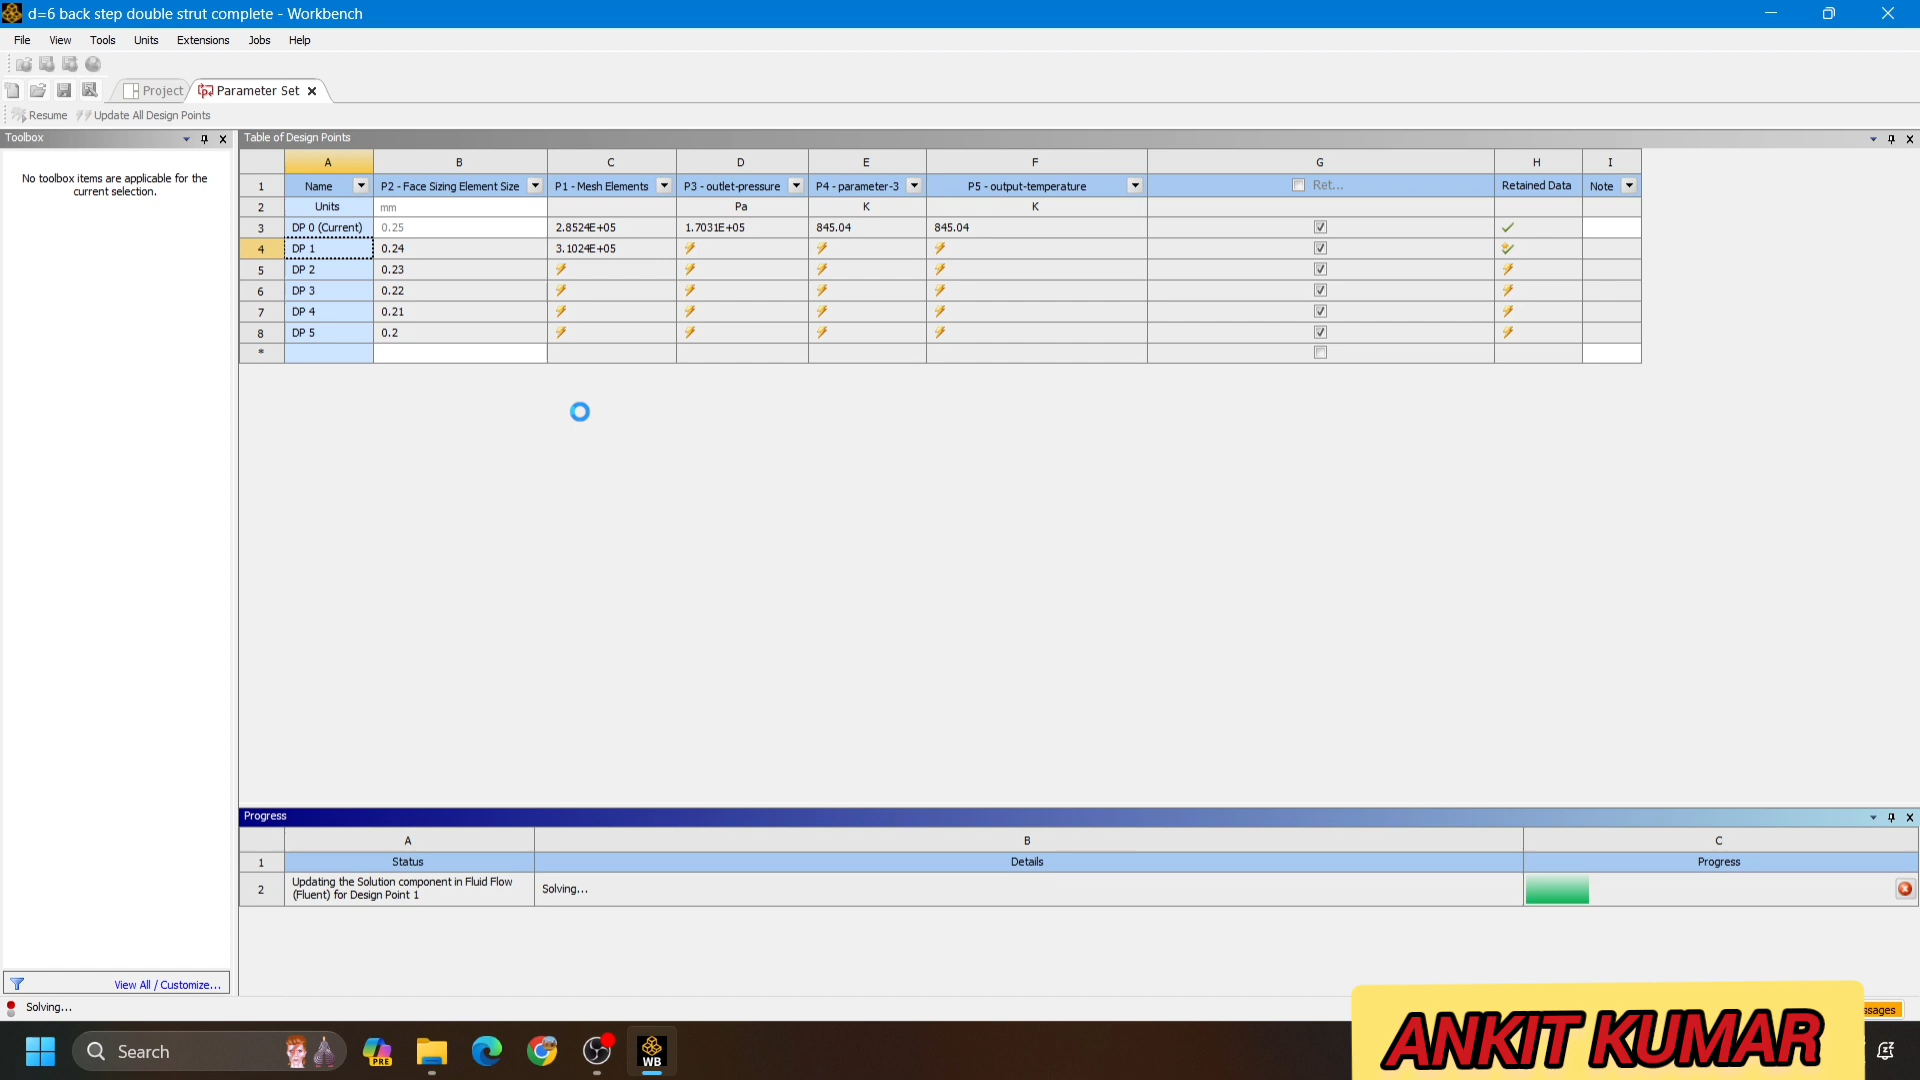 d=6 back step double strut complete - Workbench
File View Tools Units Extensions Jobs Help
Project Parameter Set
Resume Update All Design Points
Toolbox
No toolbox items are applicable for the
current selection.
View All / Customize...
Table of Design Points
A B C D E F G H I
1 Name P2 - Face Sizing Element Size P1 - Mesh Elements P3 - outlet-pressure P4 - parameter-3 P5 - output-temperature Ret... Retained Data Note
2 Units mm Pa K K
3 DP 0 (Current) 0.25 2.8524E+05 1.7031E+05 845.04 845.04
4 DP 1 0.24 3.1024E+05
5 DP 2 0.23
6 DP 3 0.22
7 DP 4 0.21
8 DP 5 0.2
*
Progress
A B C
1 Status Details Progress
2 Updating the Solution component in Fluid Flow
(Fluent) for Design Point 1 Solving...
Solving...
ssages
Search
PRE
WB
ANKIT KUMAR